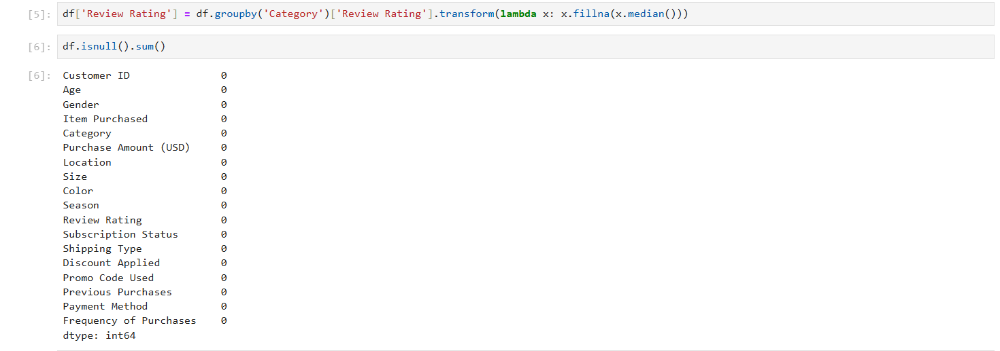 [5]: df['Review Rating'] = df.groupby('Category')['Review Rating'].transform(lambda x: x.fillna(x.median()))
[6]: df.isnull().sum()
[6]: Customer ID 0
Age 0
Gender 0
Item Purchased 0
Category 0
Purchase Amount (USD) 0
Location 0
Size 0
Color 0
Season 0
Review Rating 0
Subscription Status 0
Shipping Type 0
Discount Applied 0
Promo Code Used 0
Previous Purchases 0
Payment Method 0
Frequency of Purchases 0
dtype: int64